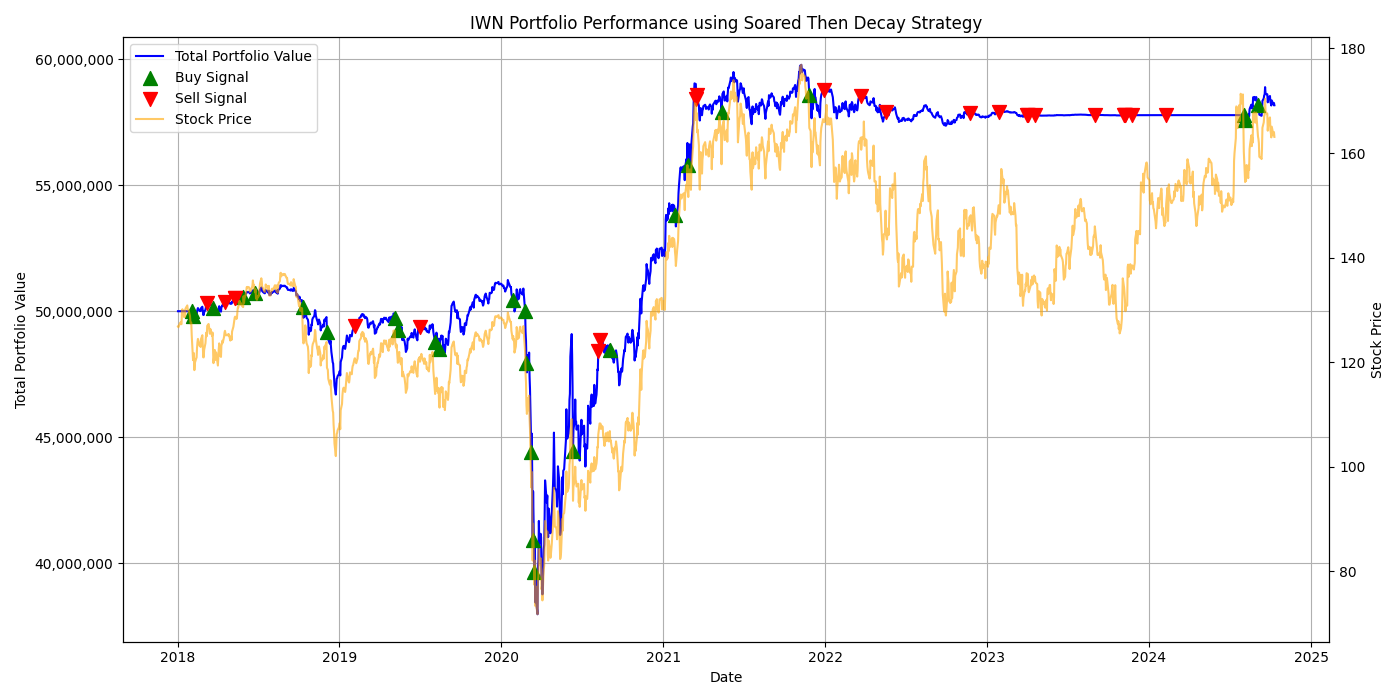 IWN Portfolio Performance using Soared Then Decay Strategy
Total Portfolio Value
Buy Signal
Sell Signal
Stock Price
60,000,000
55,000,000
50,000,000
45,000,000
40,000,000
Total Portfolio Value
180
160
140
120
100
80
Stock Price
2018
2019
2020
2021
2022
2023
2024
2025
Date